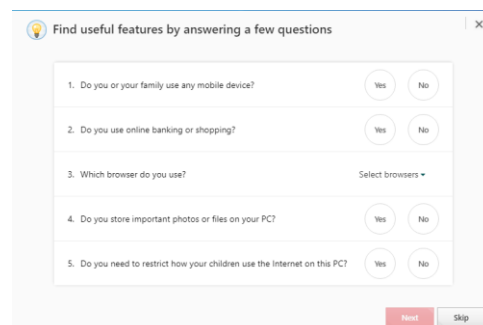 Find useful features by answering a few questions
1. Do you or your family use any mobile device? Yes No
2. Do you use online banking or shopping? Yes No
3. Which browser do you use? Select browsers
4. Do you store important photos or files on your PC? Yes No
5. Do you need to restrict how your children use the Internet on this PC? Yes No
Next Skip